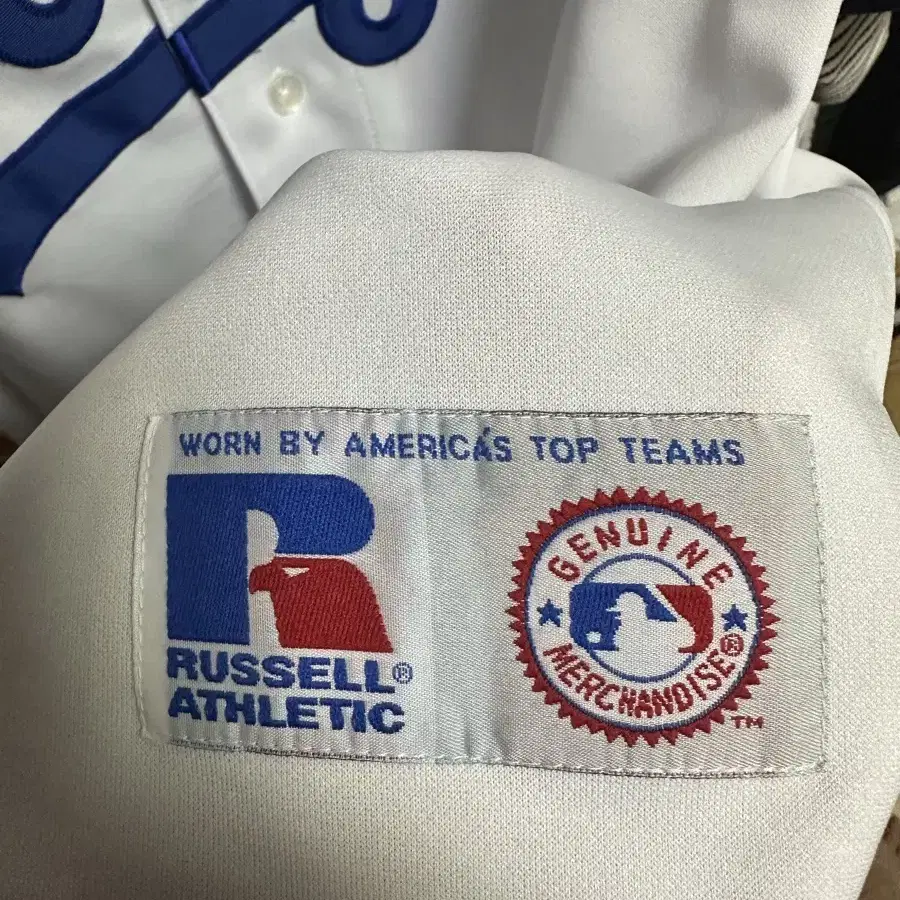 WORN BY AMERICA'S TOP TEAMS
RUSSELL®
ATHLETIC
GENUINE
MERCHANDISE®
TM